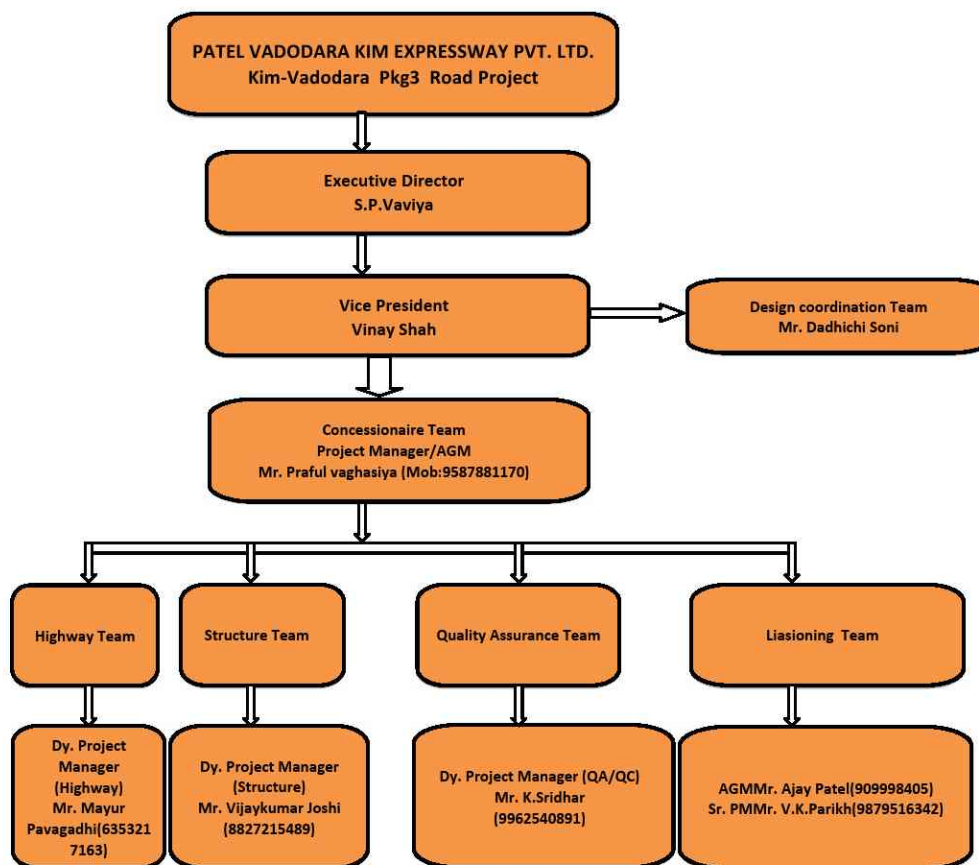 PATEL VADODARA KIM EXPRESSWAY PVT. LTD.
Kim-Vadodara Pkg3 Road Project
Executive Director
S.P.Vaviya
Vice President
Vinay Shah
Design coordination Team
Mr. Dadhichi Soni
Concessionaire Team
Project Manager/AGM
Mr. Praful vaghasiya (Mob:9587881170)
Highway Team
Structure Team
Quality Assurance Team
Liasioning Team
Dy. Project
Manager
(Highway)
Mr. Mayur
Pavagadhi(635321
7163)
Dy. Project Manager
(Structure)
Mr. Vijaykumar Joshi
(8827215489)
Dy. Project Manager (QA/QC)
Mr. K.Sridhar
(9962540891)
AGMMr. Ajay Patel(909998405)
Sr. PMMr. V.K.Parikh(9879516342)